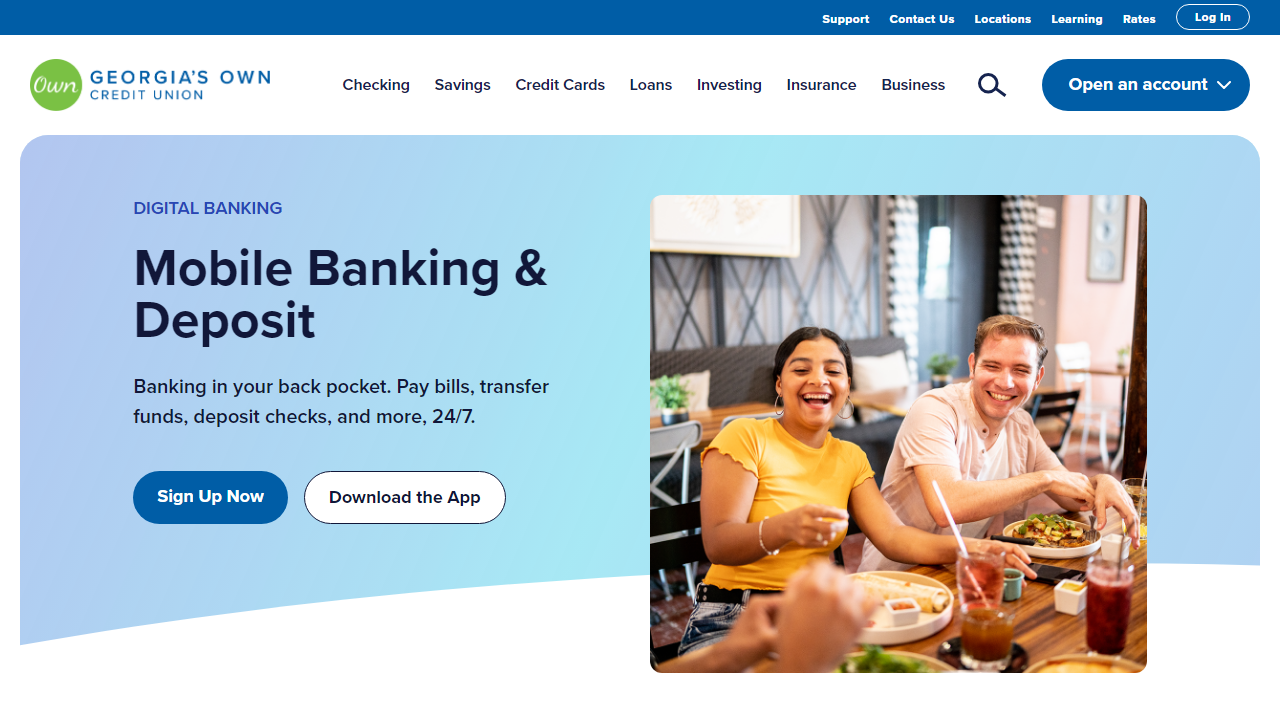 Support Contact Us Locations Learning Rates Log In
Own GEORGIA'S OWN
CREDIT UNION
Checking Savings Credit Cards Loans Investing Insurance Business Open an account
DIGITAL BANKING
Mobile Banking &
Deposit
Banking in your back pocket. Pay bills, transfer
funds, deposit checks, and more, 24/7.
Sign Up Now Download the App